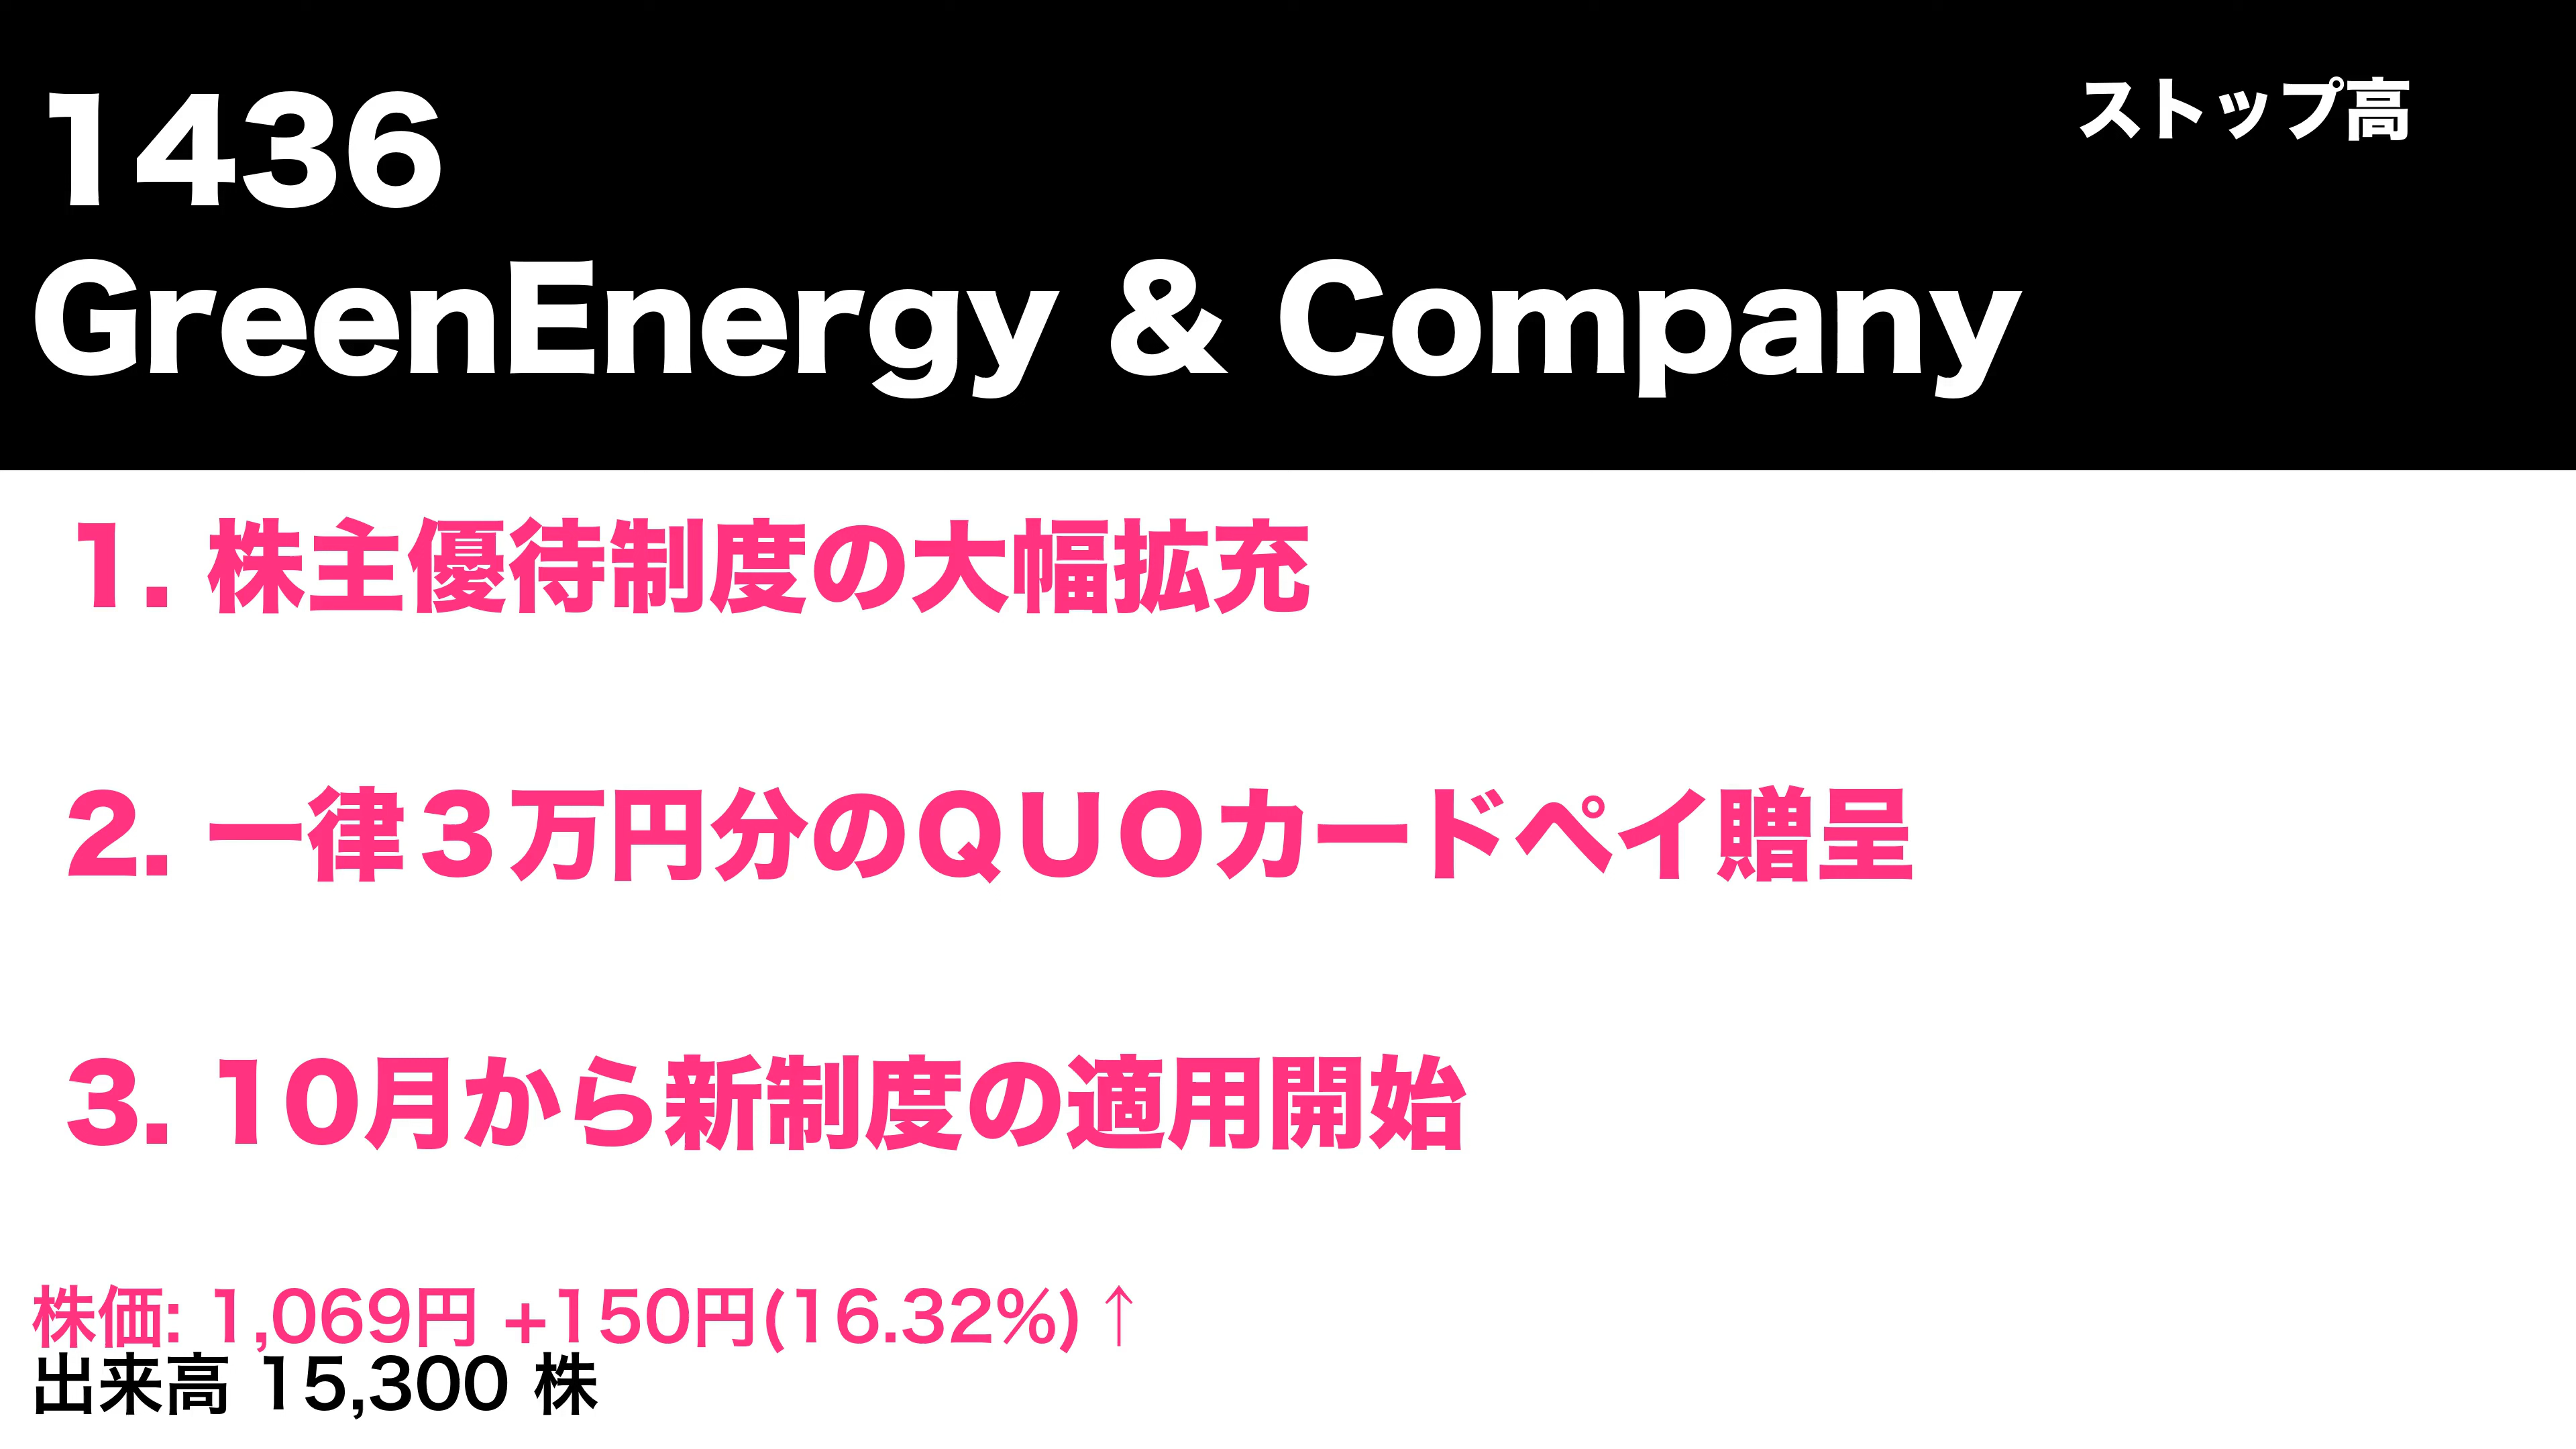 1436
ストップ高
GreenEnergy & Company
1. 株主優待制度の大幅拡充
2. 一律３万円分のＱＵＯカードペイ贈呈
3. 10月から新制度の適用開始
株価: 1,069円 +150円(16.32%)↑
出来高 15,300 株